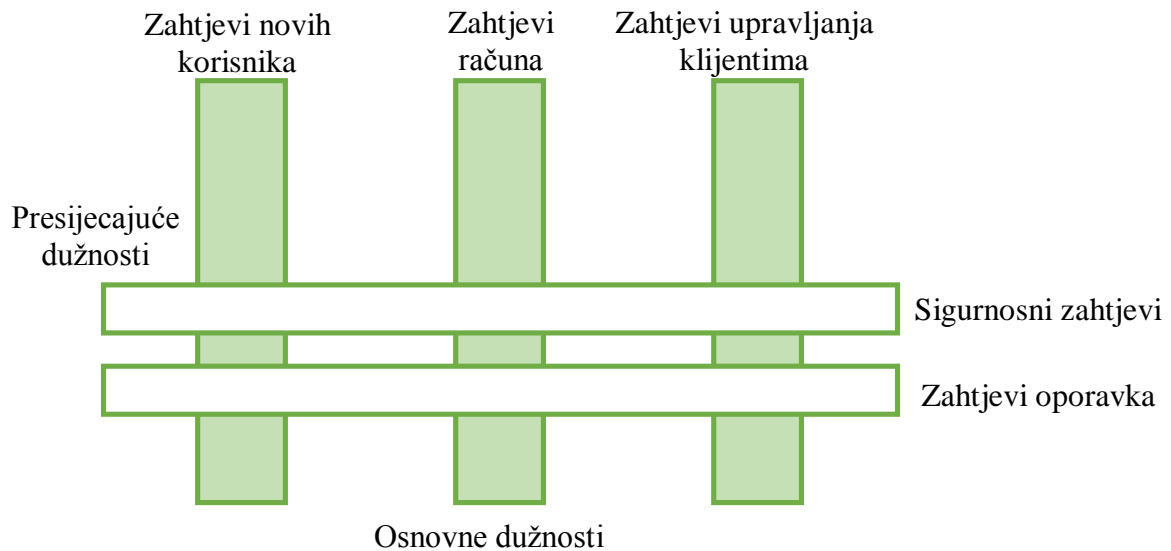 Zahtjevi novih
korisnika
Zahtjevi
računa
Zahtjevi upravljanja
klijentima
Presijecajuće
dužnosti
Sigurnosni zahtjevi
Zahtjevi oporavka
Osnovne dužnosti